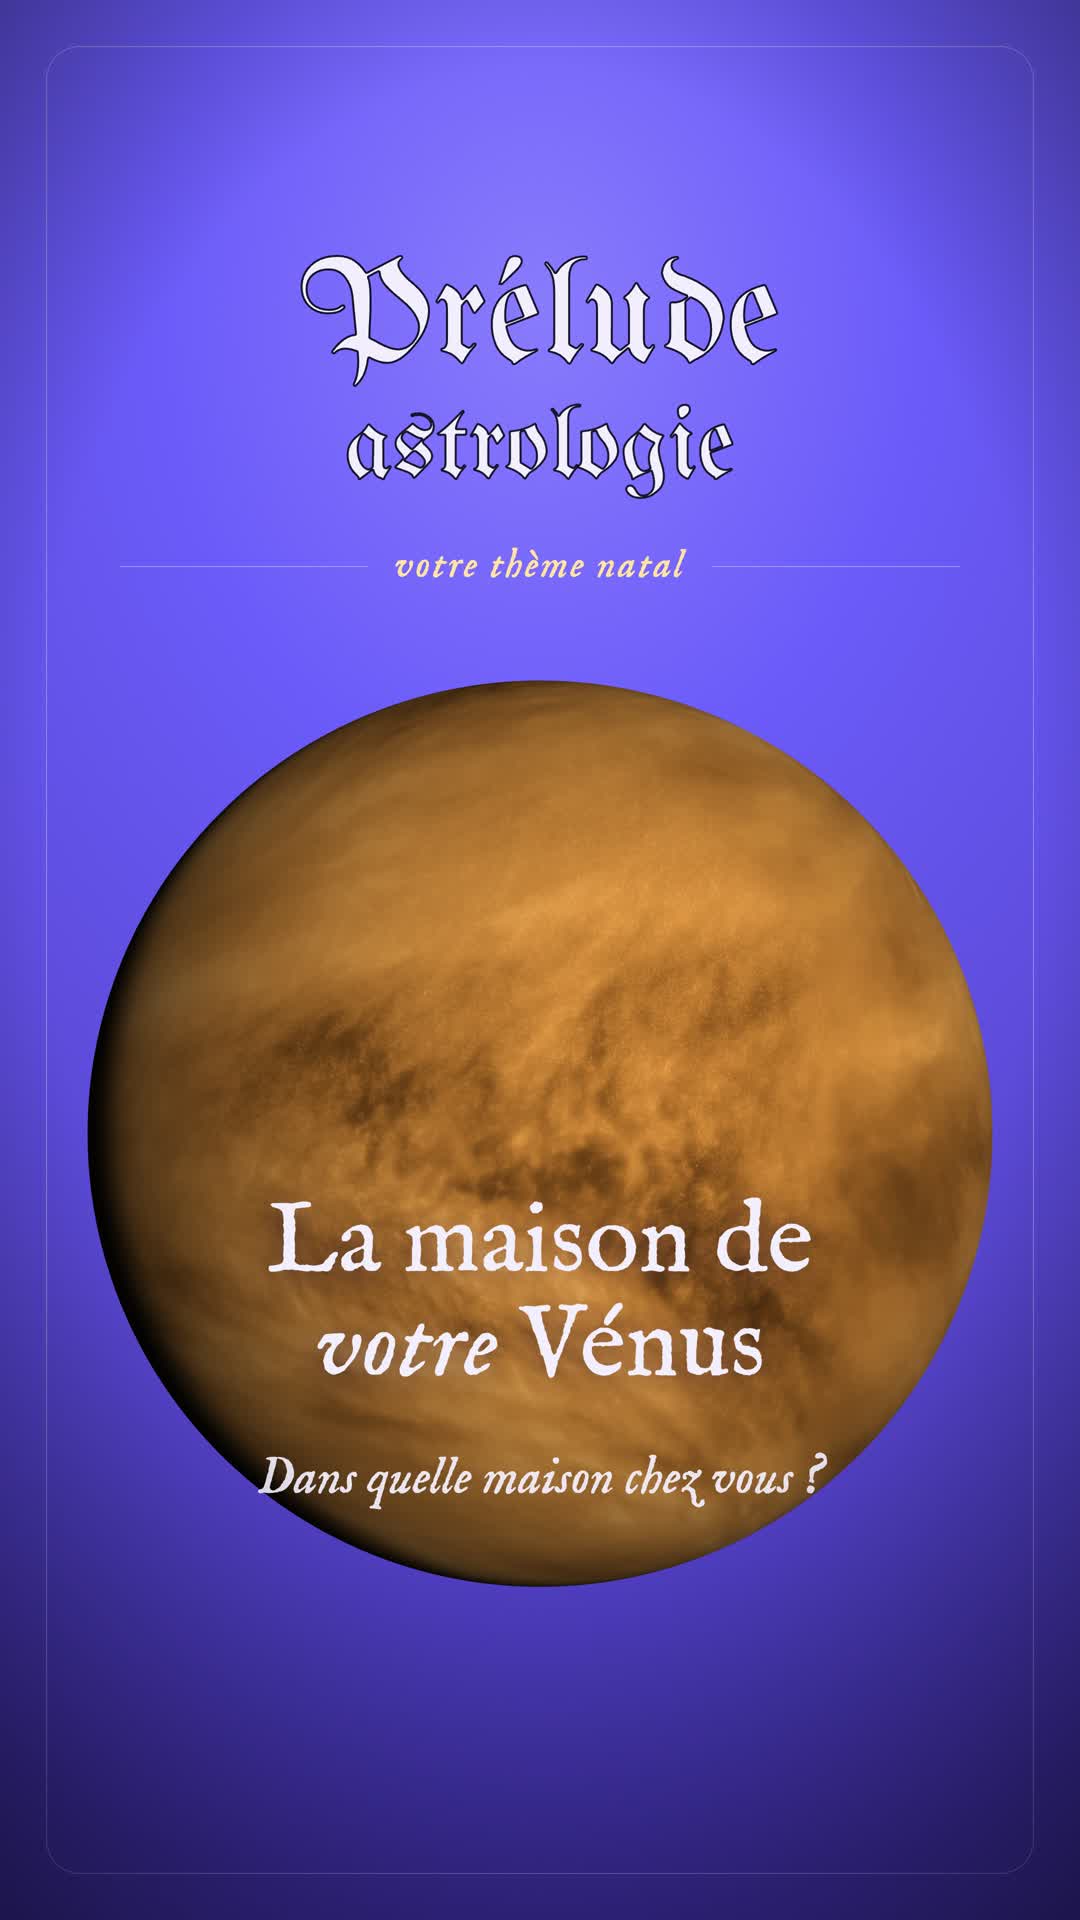 Prélude
astrologie
votre thème natal
La maison de
votre Vénus
Dans quelle maison chez vous ?